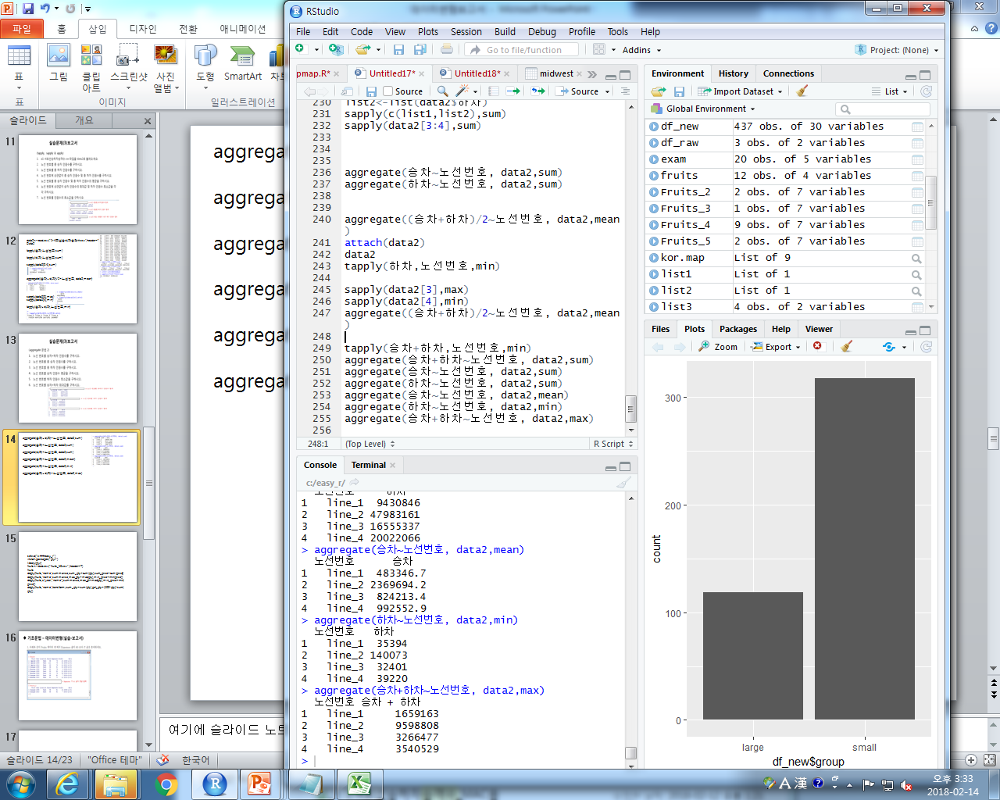 파일
홈
삽입
디자인
전환
애니메이션
표
그림
클립
아트
스크린샷
사진
앨범
도형
SmartArt
차트
표
이미지
일러스트레이션
슬라이드
개요
11
실습문제(3)보고서
12
13
실습문제(3)보고서
14
15
16
17
aggrega
aggrega
aggrega
aggrega
aggrega
aggrega
여기에 슬라이드 노트
슬라이드 14/23
"Office 테마"
한국어
RStudio
File Edit Code View Plots Session Build Debug Profile Tools Help
Go to file/function
Addins
Project: (None)
pmap.R*
Untitled17*
Untitled18*
midwest
Source
Source
230 list2<-list(data2$하차)
231 sapply(c(list1,list2),sum)
232 sapply(data2[3:4],sum)
233
234
235
236 aggregate(승차~노선번호, data2,sum)
237 aggregate(하차~노선번호, data2,sum)
238
239
240 aggregate((승차+하차)/2~노선번호, data2,mean
)
241 attach(data2)
242 data2
243 tapply(하차,노선번호,min)
244
245 sapply(data2[3],max)
246 sapply(data2[4],min)
247 aggregate((승차+하차)/2~노선번호, data2,mean
)
248
249 tapply(승차+하차,노선번호,min)
250 aggregate(승차+하차~노선번호, data2,sum)
251 aggregate(승차~노선번호, data2,sum)
252 aggregate(하차~노선번호, data2,sum)
253 aggregate(승차~노선번호, data2,mean)
254 aggregate(하차~노선번호, data2,min)
255 aggregate(승차+하차~노선번호, data2,max)
256
248:1
(Top Level)
R Script
Console
Terminal
c:/easy_r/
노선번호 하차
1 line_1 9430846
2 line_2 47983161
3 line_3 16555337
4 line_4 20022066
> aggregate(승차~노선번호, data2,mean)
노선번호 승차
1 line_1 483346.7
2 line_2 2369694.2
3 line_3 824213.4
4 line_4 992552.9
> aggregate(하차~노선번호, data2,min)
노선번호 하차
1 line_1 35394
2 line_2 140073
3 line_3 32401
4 line_4 39220
> aggregate(승차+하차~노선번호, data2,max)
노선번호 승차 + 하차
1 line_1 1659163
2 line_2 9598808
3 line_3 3266477
4 line_4 3540529
>
Environment
History
Connections
Import Dataset
List
Global Environment
df_new 437 obs. of 30 variables
df_raw 3 obs. of 2 variables
exam 20 obs. of 5 variables
fruits 12 obs. of 4 variables
Fruits_2 2 obs. of 7 variables
Fruits_3 1 obs. of 7 variables
Fruits_4 9 obs. of 7 variables
Fruits_5 2 obs. of 7 variables
kor.map List of 9
list1 List of 1
list2 List of 1
list3 4 obs. of 2 variables
Files
Plots
Packages
Help
Viewer
Zoom
Export
300
200
100
0
count
large
small
df_new$group
A 漢
오후 3:33
2018-02-14